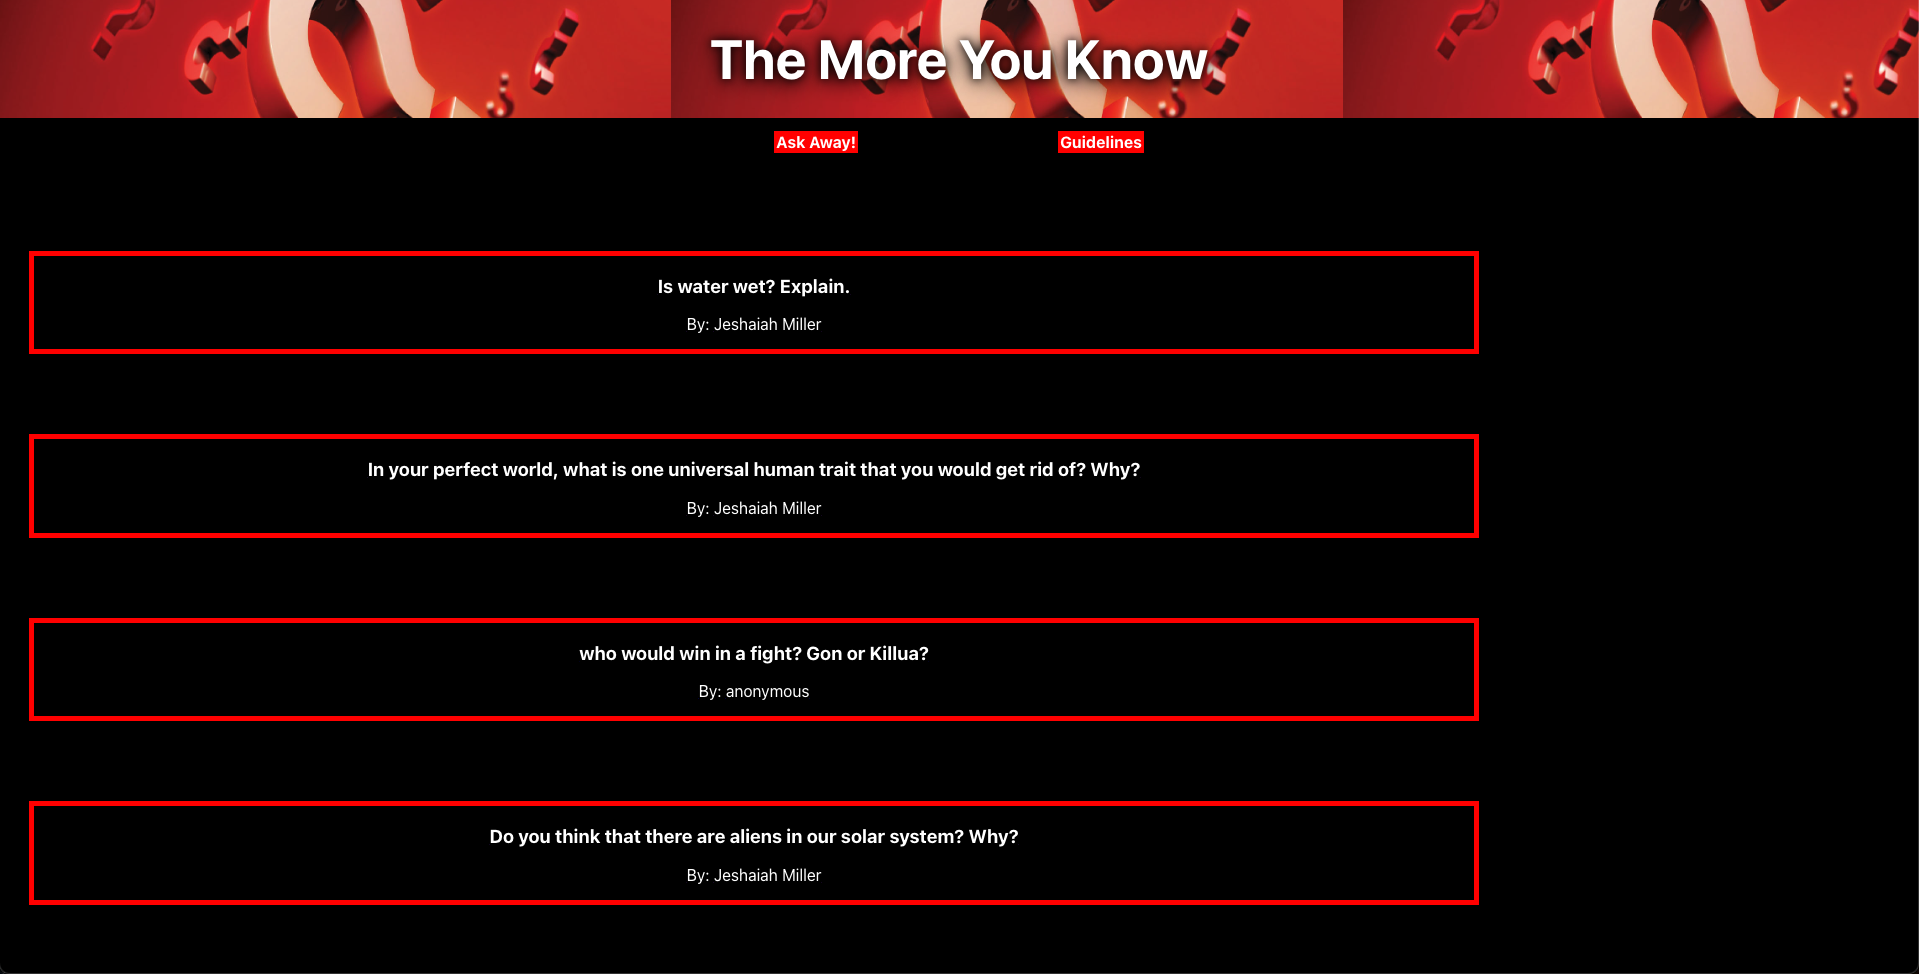 The More You Know
Ask Away!
Guidelines
Is water wet? Explain.
By: Jeshaiah Miller
In your perfect world, what is one universal human trait that you would get rid of? Why?
By: Jeshaiah Miller
who would win in a fight? Gon or Killua?
By: anonymous
Do you think that there are aliens in our solar system? Why?
By: Jeshaiah Miller